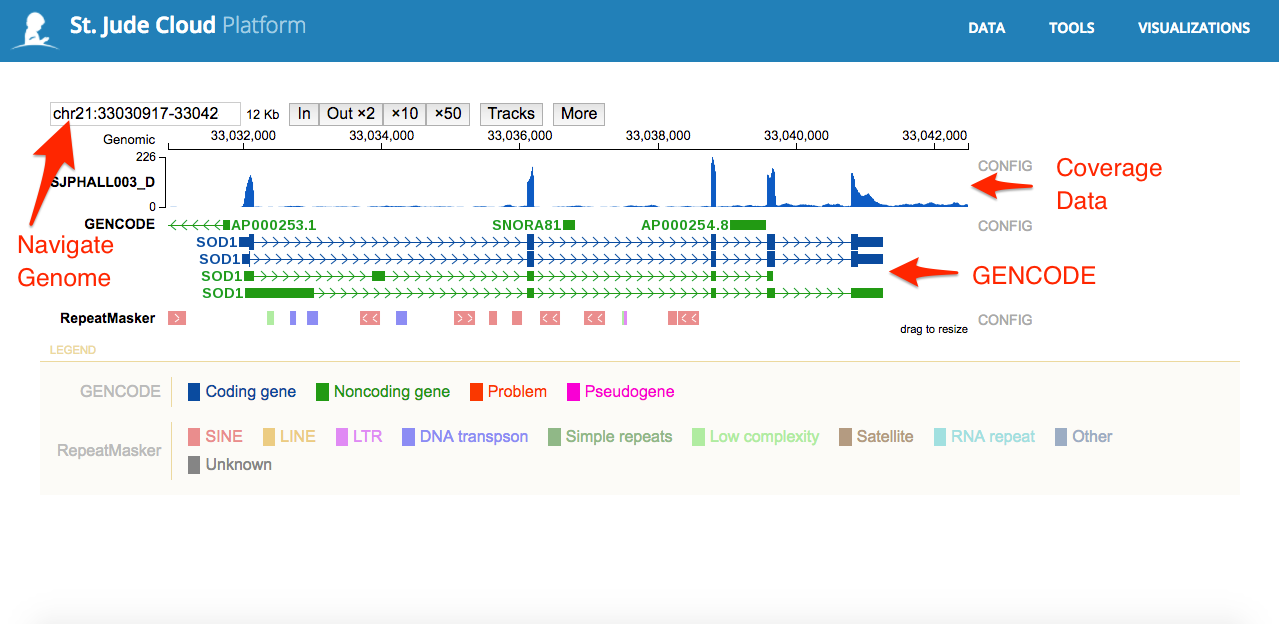 St. Jude Cloud Platform
DATA TOOLS VISUALIZATIONS
chr21:33030917-33042 12 Kb In Out ×2 ×10 ×50 Tracks More
Genomic 33,032,000 33,034,000 33,036,000 33,038,000 33,040,000 33,042,000
226
SJPHALL003_D
0
CONFIG
Coverage
Data
GENCODE AP000253.1 SNORA81 AP000254.8 CONFIG
SOD1
SOD1
SOD1
SOD1
Navigate
Genome
GENCODE
RepeatMasker CONFIG
drag to resize
LEGEND
GENCODE Coding gene Noncoding gene Problem Pseudogene
RepeatMasker SINE LINE LTR DNA transpson Simple repeats Low complexity Satellite RNA repeat Other
Unknown